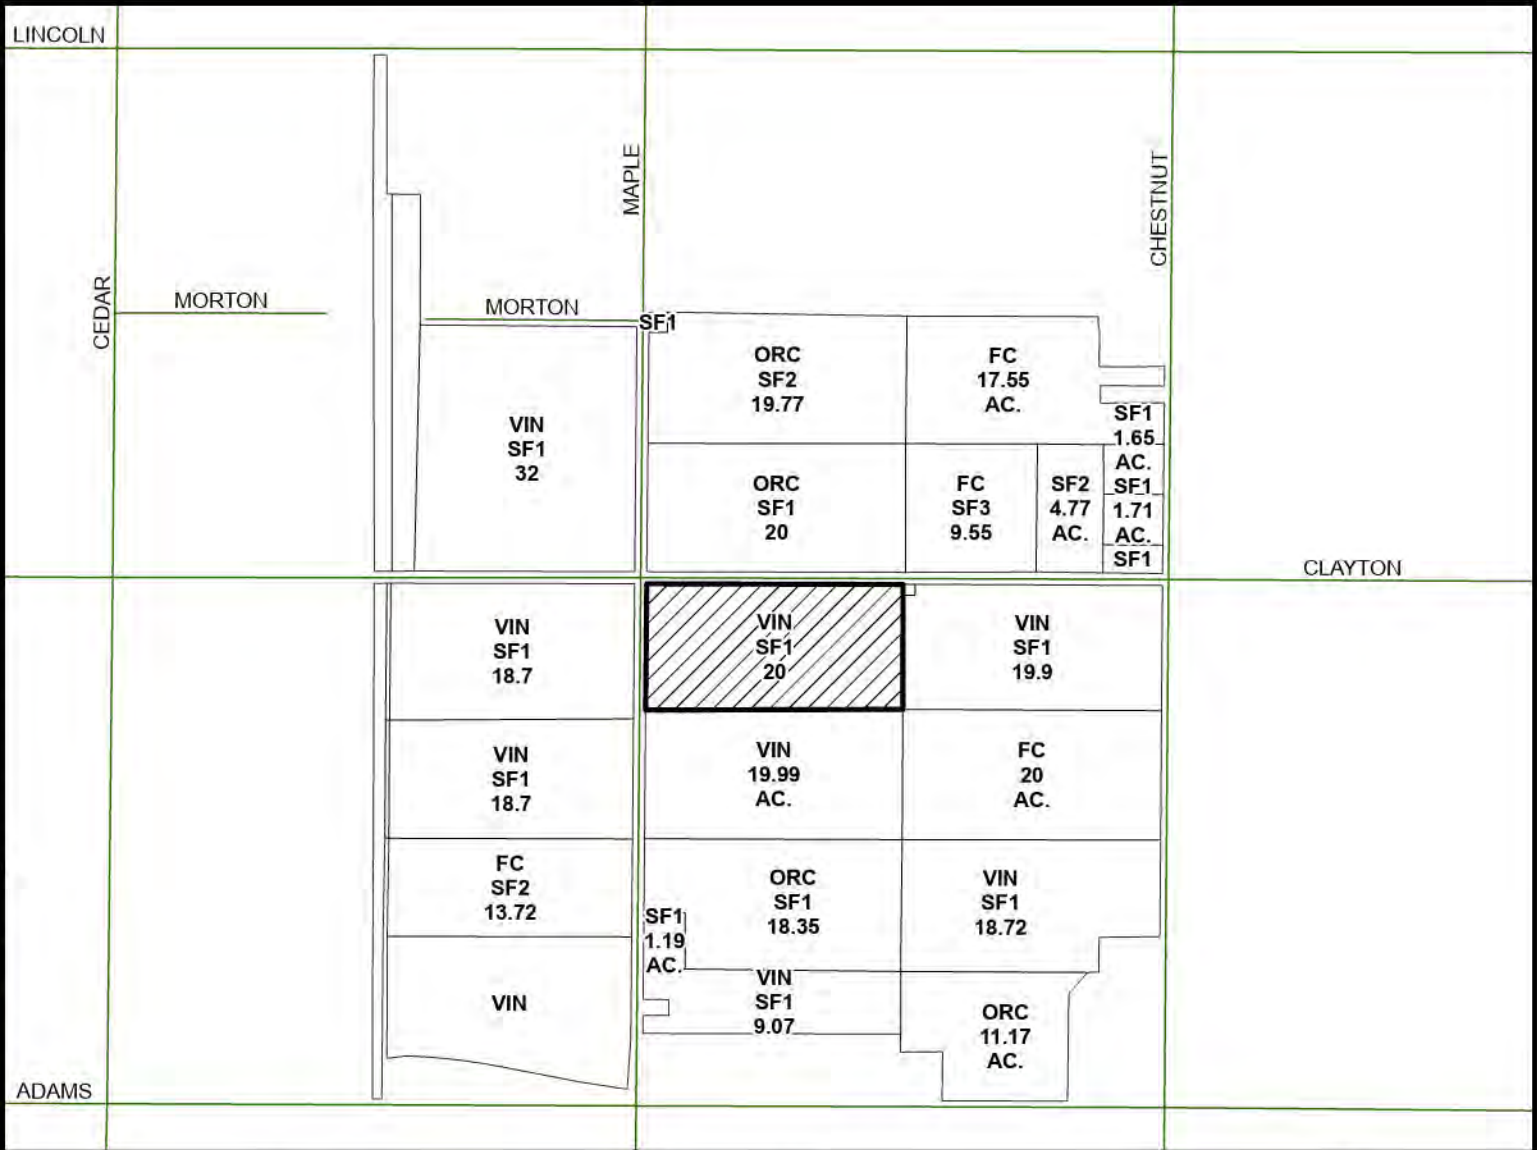 LINCOLN
MAPLE
CHESTNUT
CEDAR
MORTON
MORTON
SF1
ORC
SF2
19.77
FC
17.55
AC.
VIN
SF1
32
SF1
1.65
AC.
ORC
SF1
20
FC
SF3
9.55
SF2
4.77
AC.
SF1
1.71
AC.
SF1
CLAYTON
VIN
SF1
18.7
VIN
SF1
20
VIN
SF1
19.9
VIN
SF1
18.7
VIN
19.99
AC.
FC
20
AC.
FC
SF2
13.72
ORC
SF1
18.35
VIN
SF1
18.72
SF1
1.19
AC.
VIN
VIN
SF1
9.07
ORC
11.17
AC.
ADAMS